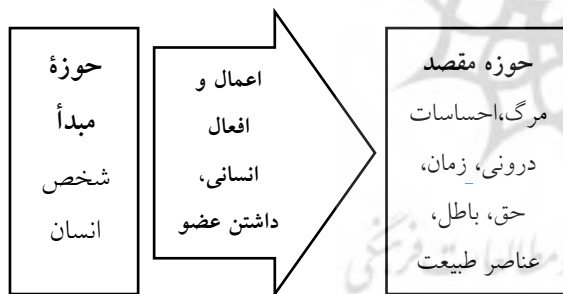 حوزهٔ
مبدأ
شخص
انسان
اعمال و
افعال
انسانی،
داشتن عضو
حوزه مقصد
مرگ،احساسات
درونی، زمان،
حق، باطل،
عناصر طبیعت